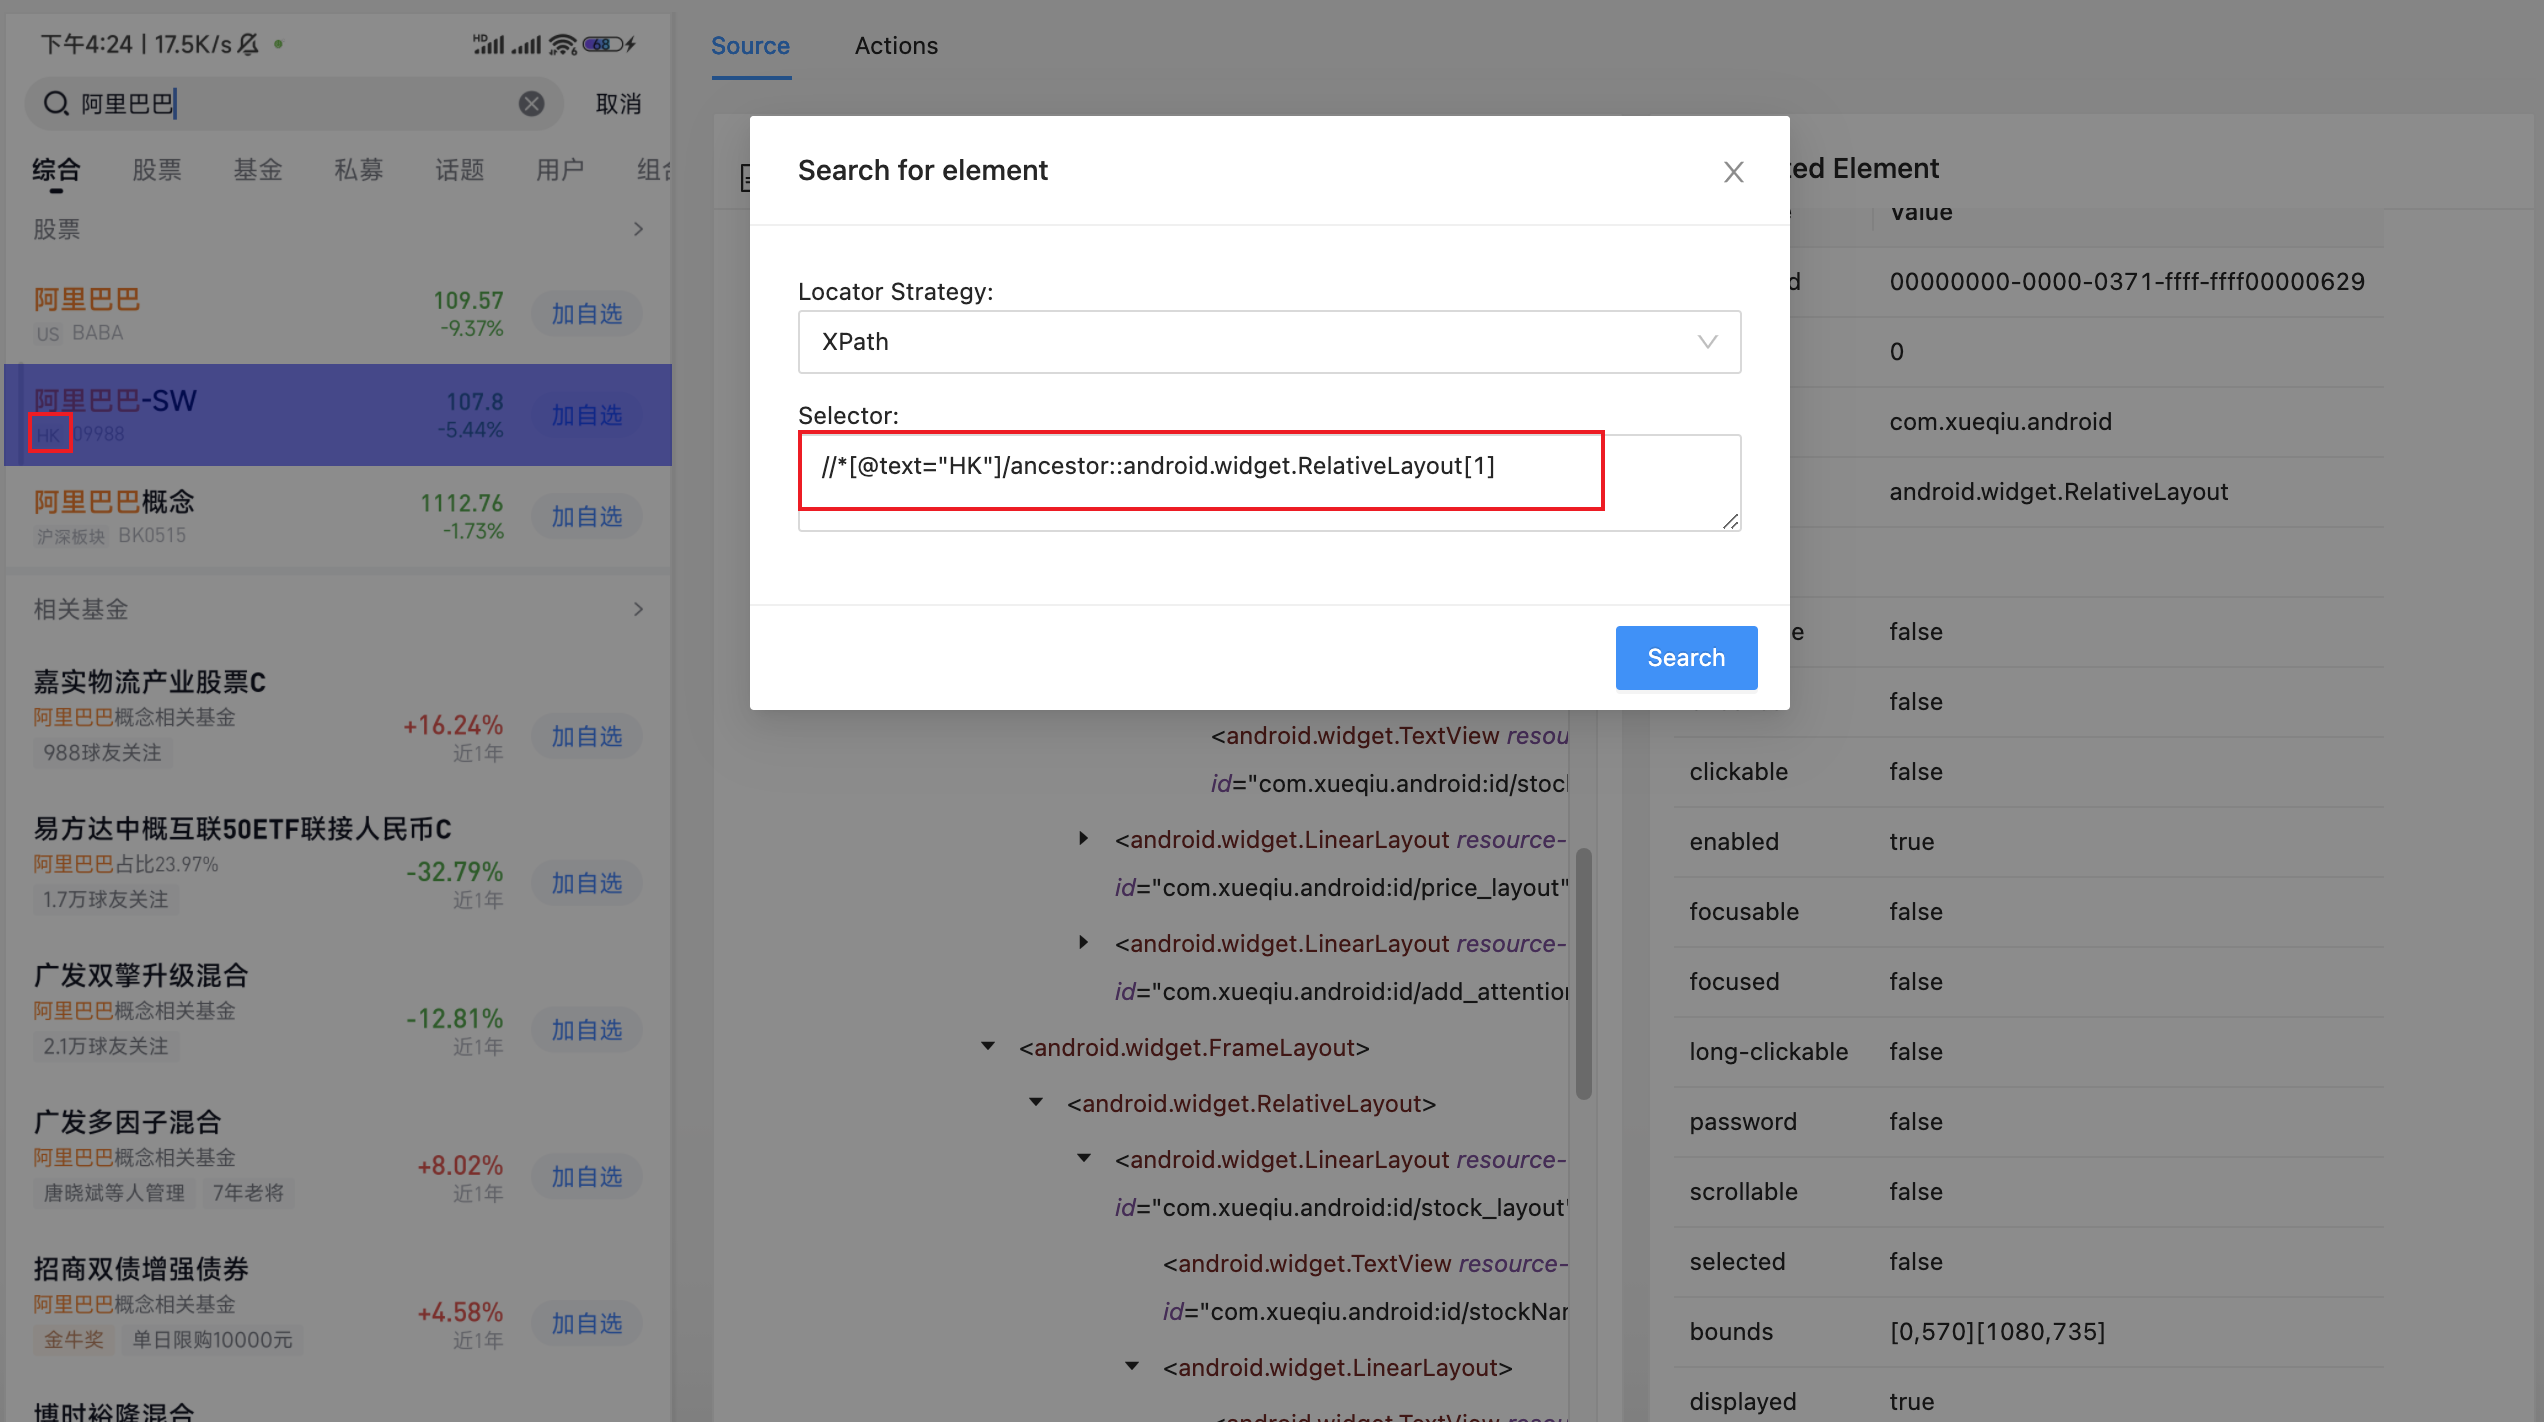 下午4:24 | 17.5K/s
HD
68
阿里巴巴
取消
综合 股票 基金 私募 话题 用户
股票
阿里巴巴
109.57
加自选
US BABA
-9.37%
阿里巴巴-SW
107.8
加自选
HK 09988
-5.44%
阿里巴巴概念
1112.76
加自选
沪深板块 BK0515
-1.73%
相关基金
嘉实物流产业股票C
阿里巴巴概念相关基金
+16.24%
加自选
988球友关注
近1年
易方达中概互联50ETF联接人民币C
阿里巴巴占比23.97%
-32.79%
加自选
1.7万球友关注
近1年
广发双擎升级混合
阿里巴巴概念相关基金
-12.81%
加自选
2.1万球友关注
近1年
广发多因子混合
阿里巴巴概念相关基金
+8.02%
加自选
唐晓斌等人管理 7年老将
近1年
招商双债增强债券
阿里巴巴概念相关基金
+4.58%
加自选
金牛奖 单日限购10000元
近1年
博时裕隆混合
Source Actions
Search for element
Locator Strategy:
XPath
Selector:
//*[@text="HK"]/ancestor::android.widget.RelativeLayout[1]
Search
<android.widget.TextView resou
id="com.xueqiu.android:id/stocl
<android.widget.LinearLayout resource-
id="com.xueqiu.android:id/price_layout"
<android.widget.LinearLayout resource-
id="com.xueqiu.android:id/add_attention
<android.widget.FrameLayout>
<android.widget.RelativeLayout>
<android.widget.LinearLayout resource-
id="com.xueqiu.android:id/stock_layout"
<android.widget.TextView resource-
id="com.xueqiu.android:id/stockNar
<android.widget.LinearLayout>
ted Element
Value
00000000-0000-0371-ffff-ffff00000629
0
com.xueqiu.android
android.widget.RelativeLayout
e false
false
clickable false
enabled true
focusable false
focused false
long-clickable false
password false
scrollable false
selected false
bounds [0,570][1080,735]
displayed true